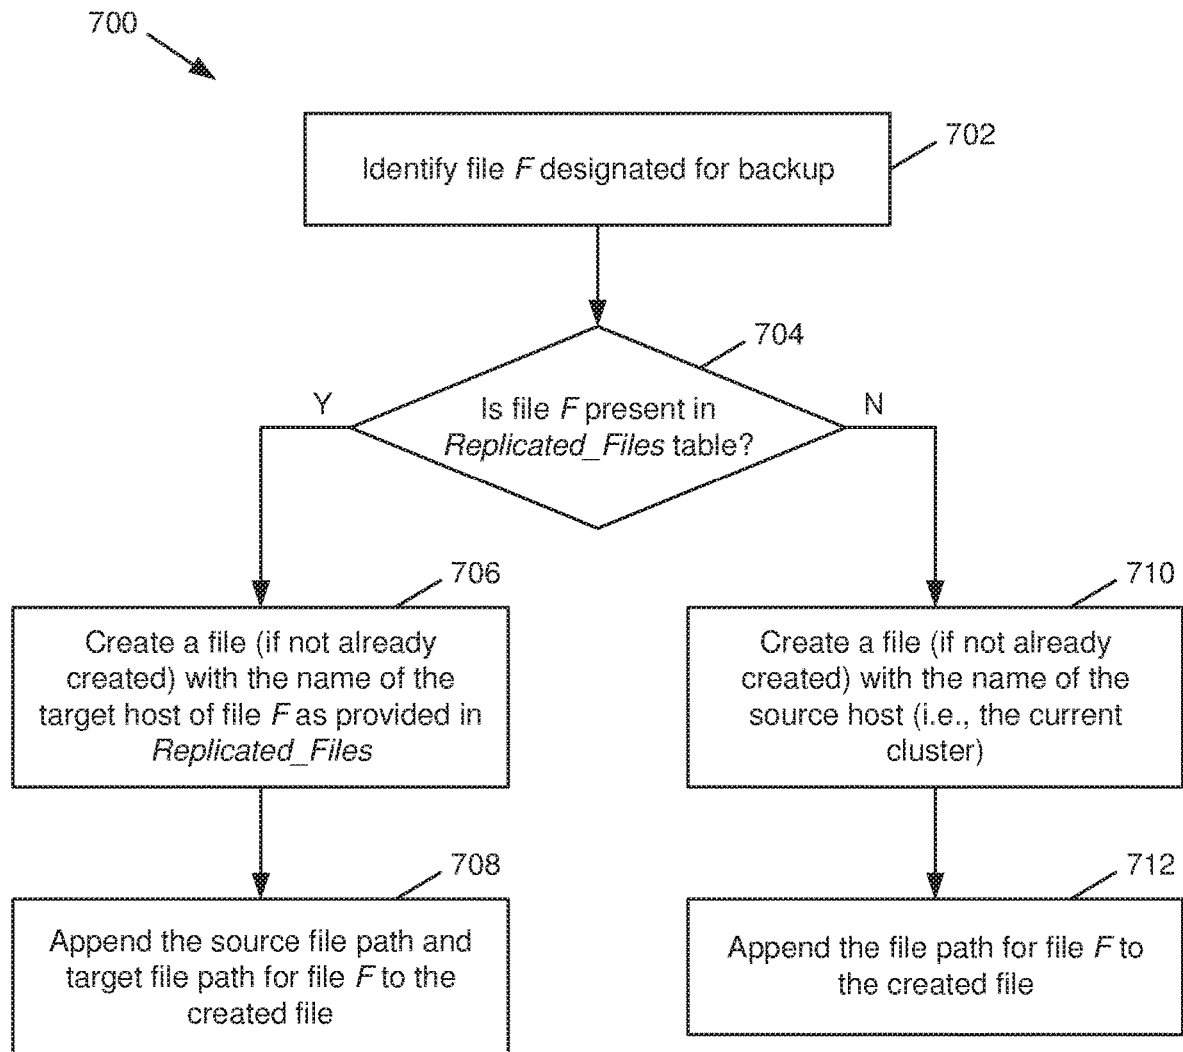 700
702
Identify file F designated for backup
704
Y
N
Is file F present in
Replicated_Files table?
706
710
Create a file (if not already
created) with the name of the
target host of file F as provided in
Replicated_Files
Create a file (if not already
created) with the name of the
source host (i.e., the current
cluster)
708
712
Append the source file path and
target file path for file F to the
created file
Append the file path for file F to
the created file